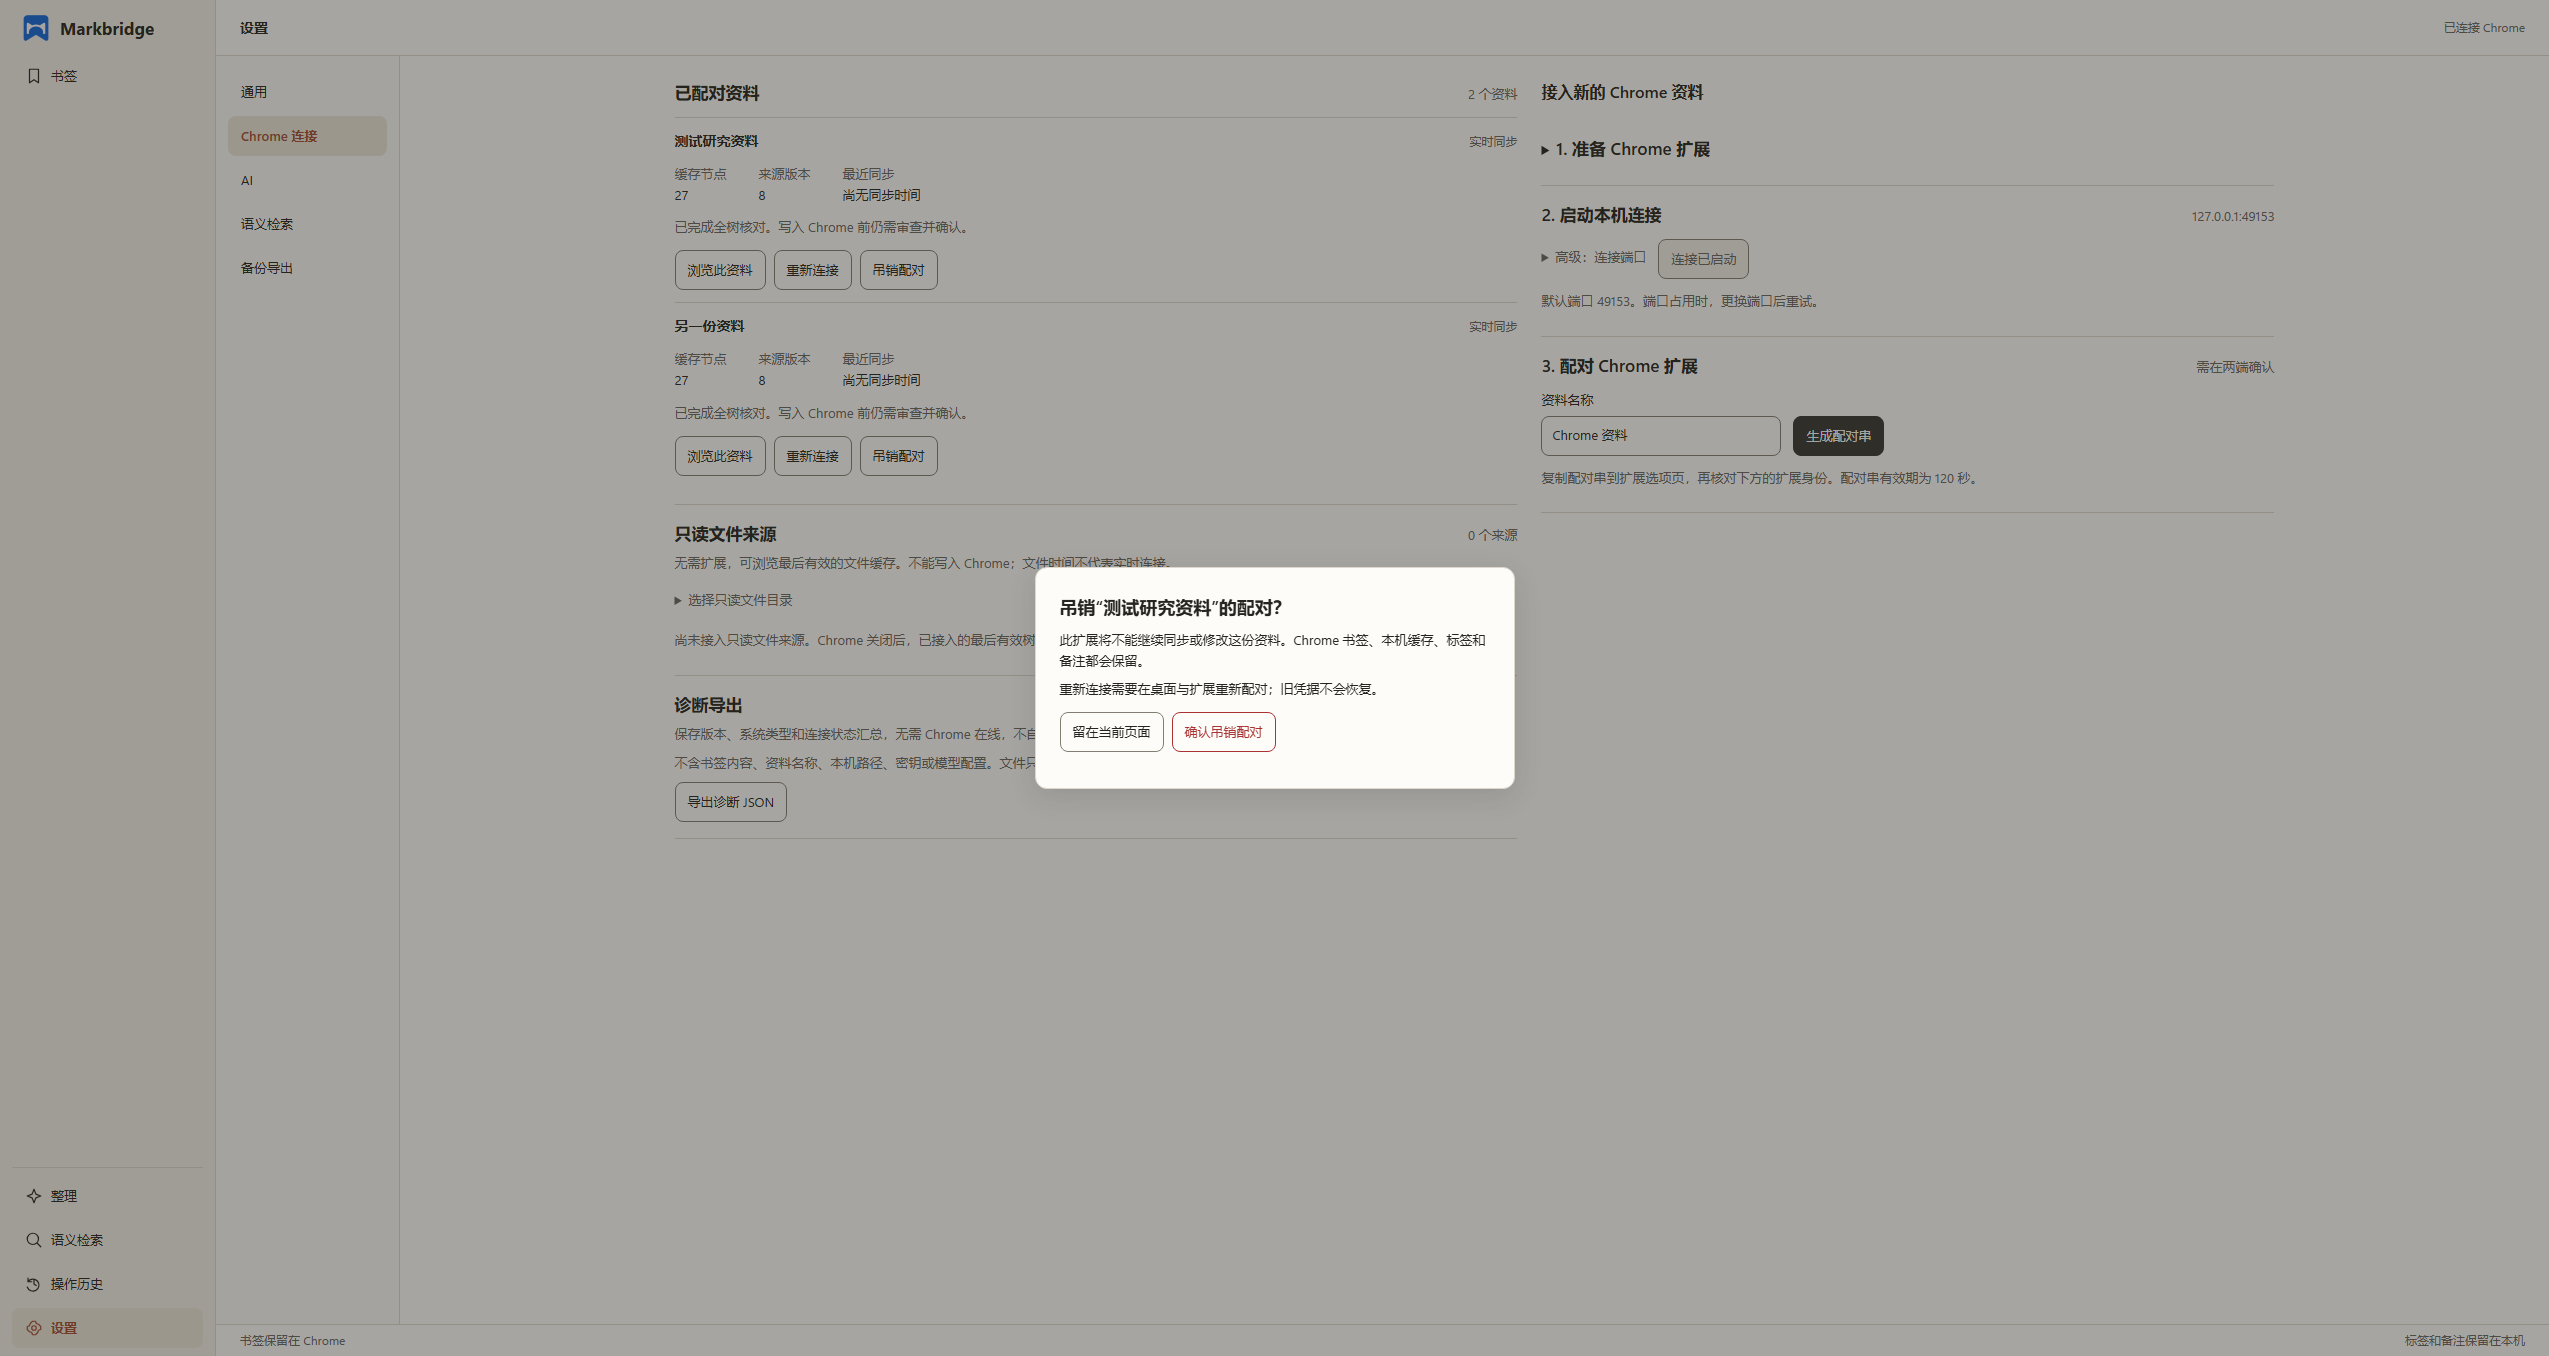 Markbridge
书签
整理
语义检索
操作历史
设置
设置
已连接 Chrome
通用
Chrome 连接
AI
语义检索
备份导出
已配对资料
2 个资料
测试研究资料
实时同步
缓存节点 来源版本 最近同步
27 8 尚无同步时间
已完成全树核对。写入 Chrome 前仍需审查并确认。
浏览此资料 重新连接 吊销配对
另一份资料
实时同步
缓存节点 来源版本 最近同步
27 8 尚无同步时间
已完成全树核对。写入 Chrome 前仍需审查并确认。
浏览此资料 重新连接 吊销配对
只读文件来源
0 个来源
无需扩展，可浏览最后有效的文件缓存。不能写入 Chrome；文件时间不代表实时连接。
选择只读文件目录
尚未接入只读文件来源。Chrome 关闭后，已接入的最后有效树
诊断导出
保存版本、系统类型和连接状态汇总，无需 Chrome 在线，不自
不含书签内容、资料名称、本机路径、密钥或模型配置。文件只
导出诊断 JSON
接入新的 Chrome 资料
1. 准备 Chrome 扩展
2. 启动本机连接
127.0.0.1:49153
高级：连接端口 连接已启动
默认端口 49153。端口占用时，更换端口后重试。
3. 配对 Chrome 扩展
需在两端确认
资料名称
Chrome 资料 生成配对串
复制配对串到扩展选项页，再核对下方的扩展身份。配对串有效期为 120 秒。
吊销“测试研究资料”的配对？
此扩展将不能继续同步或修改这份资料。Chrome 书签、本机缓存、标签和
备注都会保留。
重新连接需要在桌面与扩展重新配对；旧凭据不会恢复。
留在当前页面 确认吊销配对
书签保留在 Chrome
标签和备注保留在本机